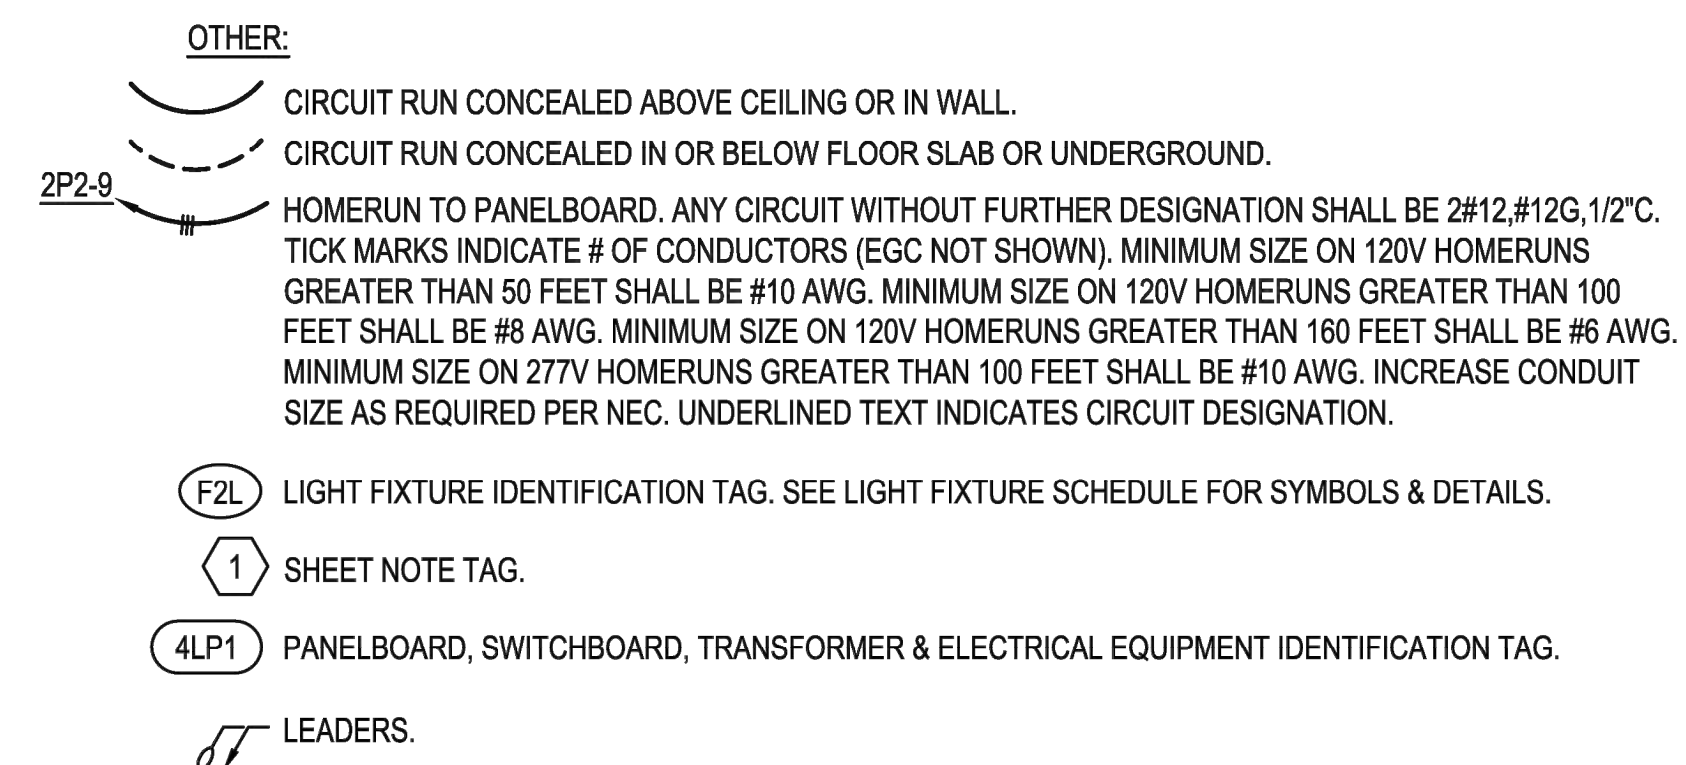 OTHER:
CIRCUIT RUN CONCEALED ABOVE CEILING OR IN WALL.
CIRCUIT RUN CONCEALED IN OR BELOW FLOOR SLAB OR UNDERGROUND.
2P2-9
HOMERUN TO PANELBOARD. ANY CIRCUIT WITHOUT FURTHER DESIGNATION SHALL BE 2#12,#12G,1/2"C.
TICK MARKS INDICATE # OF CONDUCTORS (EGC NOT SHOWN). MINIMUM SIZE ON 120V HOMERUNS
GREATER THAN 50 FEET SHALL BE #10 AWG. MINIMUM SIZE ON 120V HOMERUNS GREATER THAN 100
FEET SHALL BE #8 AWG. MINIMUM SIZE ON 120V HOMERUNS GREATER THAN 160 FEET SHALL BE #6 AWG.
MINIMUM SIZE ON 277V HOMERUNS GREATER THAN 100 FEET SHALL BE #10 AWG. INCREASE CONDUIT
SIZE AS REQUIRED PER NEC. UNDERLINED TEXT INDICATES CIRCUIT DESIGNATION.
F2L LIGHT FIXTURE IDENTIFICATION TAG. SEE LIGHT FIXTURE SCHEDULE FOR SYMBOLS & DETAILS.
1 SHEET NOTE TAG.
4LP1 PANELBOARD, SWITCHBOARD, TRANSFORMER & ELECTRICAL EQUIPMENT IDENTIFICATION TAG.
LEADERS.